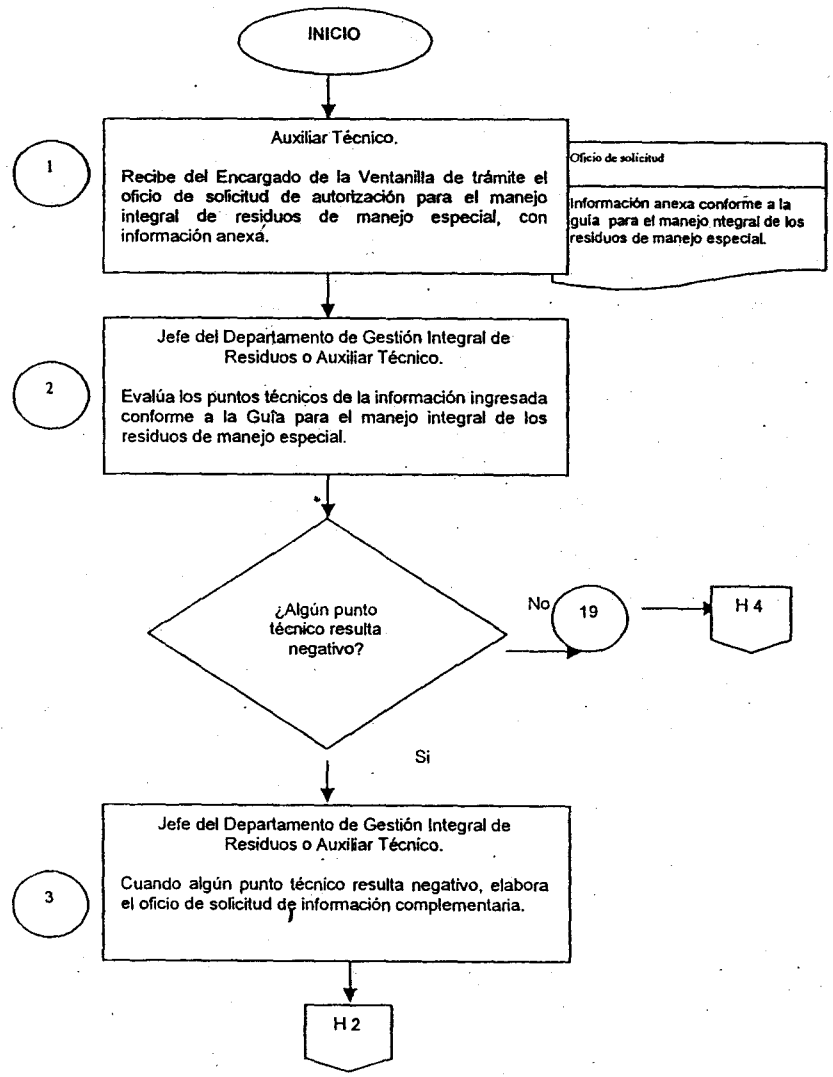 INICIO
1
Auxiliar Técnico.
Recibe del Encargado de la Ventanilla de trámite el
oficio de solicitud de autorización para el manejo
integral de residuos de manejo especial, con
información anexa.
Oficio de solicitud
Información anexa conforme a la
guía para el manejo ntegral de los
residuos de manejo especial.
2
Jefe del Departamento de Gestión Integral de
Residuos o Auxiliar Técnico.
Evalúa los puntos técnicos de la información ingresada
conforme a la Guía para el manejo integral de los
residuos de manejo especial.
¿Algún punto
técnico resulta
negativo?
No
19
H 4
Si
3
Jefe del Departamento de Gestión Integral de
Residuos o Auxiliar Técnico.
Cuando algún punto técnico resulta negativo, elabora
el oficio de solicitud de información complementaria.
H 2